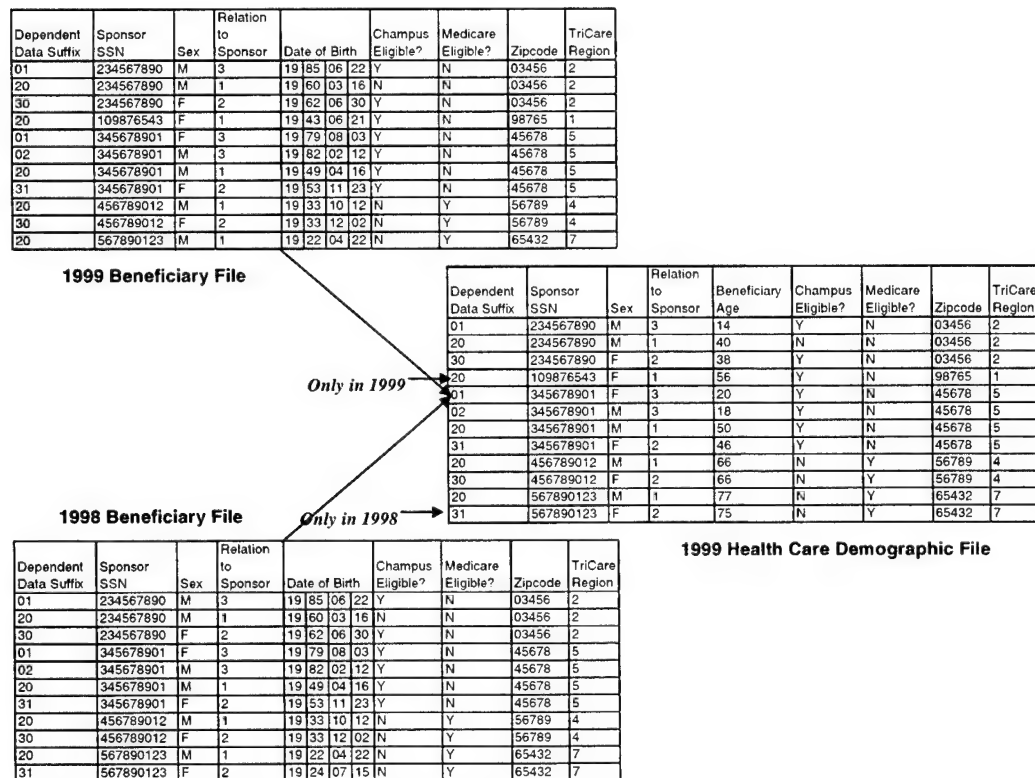 Dependent Data Suffix Sponsor SSN Sex Relation to Sponsor Date of Birth Champus Eligible? Medicare Eligible? Zipcode TriCare Region
01 234567890 M 3 19 85 06 22 Y N 03456 2
20 234567890 M 1 19 60 03 16 N N 03456 2
30 234567890 F 2 19 62 06 30 Y N 03456 2
20 109876543 F 1 19 43 06 21 Y N 98765 1
01 345678901 F 3 19 79 08 03 Y N 45678 5
02 345678901 M 3 19 82 02 12 Y N 45678 5
20 345678901 M 1 19 49 04 16 Y N 45678 5
31 345678901 F 2 19 53 11 23 Y N 45678 5
20 456789012 M 1 19 33 10 12 N Y 56789 4
30 456789012 F 2 19 33 12 02 N Y 56789 4
20 567890123 M 1 19 22 04 22 N Y 65432 7
1999 Beneficiary File
Dependent Data Suffix Sponsor SSN Sex Relation to Sponsor Beneficiary Age Champus Eligible? Medicare Eligible? Zipcode TriCare Region
01 234567890 M 3 14 Y N 03456 2
20 234567890 M 1 40 N N 03456 2
30 234567890 F 2 38 Y N 03456 2
Only in 1999
20 109876543 F 1 56 Y N 98765 1
01 345678901 F 3 20 Y N 45678 5
02 345678901 M 3 18 Y N 45678 5
20 345678901 M 1 50 Y N 45678 5
31 345678901 F 2 46 Y N 45678 5
20 456789012 M 1 66 N Y 56789 4
30 456789012 F 2 66 N Y 56789 4
20 567890123 M 1 77 N Y 65432 7
Only in 1998
31 567890123 F 2 75 N Y 65432 7
1999 Health Care Demographic File
1998 Beneficiary File
Dependent Data Suffix Sponsor SSN Sex Relation to Sponsor Date of Birth Champus Eligible? Medicare Eligible? Zipcode TriCare Region
01 234567890 M 3 19 85 06 22 Y N 03456 2
20 234567890 M 1 19 60 03 16 N N 03456 2
30 234567890 F 2 19 62 06 30 Y N 03456 2
01 345678901 F 3 19 79 08 03 Y N 45678 5
02 345678901 M 3 19 82 02 12 Y N 45678 5
20 345678901 M 1 19 49 04 16 Y N 45678 5
31 345678901 F 2 19 53 11 23 Y N 45678 5
20 456789012 M 1 19 33 10 12 N Y 56789 4
30 456789012 F 2 19 33 12 02 N Y 56789 4
20 567890123 M 1 19 22 04 22 N Y 65432 7
31 567890123 F 2 19 24 07 15 N Y 65432 7